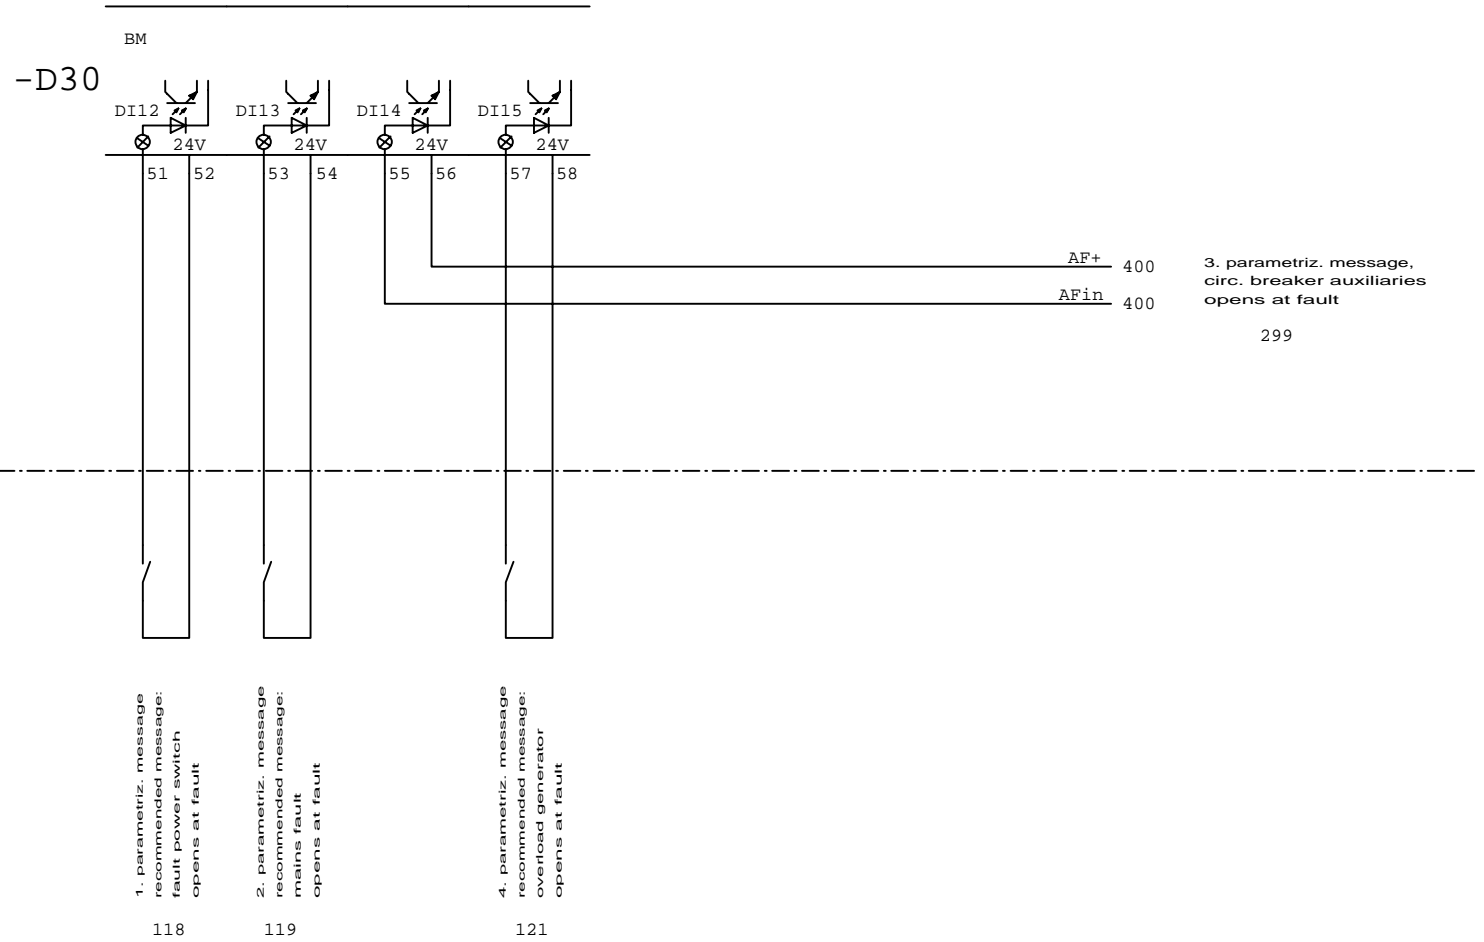 BM
-D30
DI12
DI13
DI14
DI15
24V
24V
24V
24V
51
52
53
54
55
56
57
58
AF+
400
AFin
400
3. parametriz. message,
circ. breaker auxiliaries
opens at fault
299
1. parametriz. message
recommended message:
fault power switch
opens at fault
118
2. parametriz. message
recommended message:
mains fault
opens at fault
119
4. parametriz. message
recommended message:
overload generator
opens at fault
121